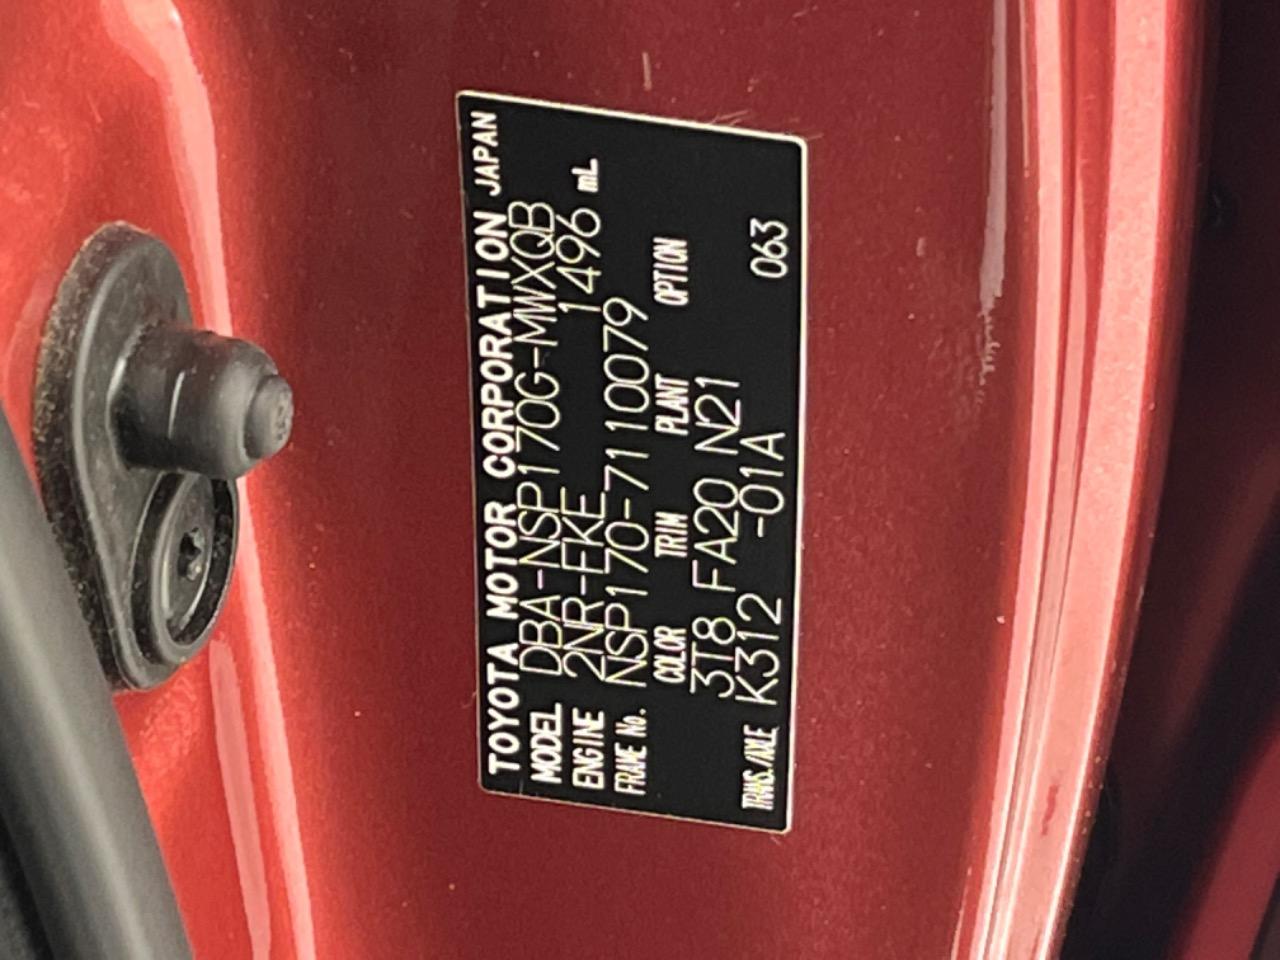 TOYOTA MOTOR CORPORATION JAPAN
MODEL DBA-NSP170G-MWXQB
ENGINE 2NR-FKE 1496 mL
FRAME No. NSP170-7110079
COLOR TRIM PLANT OPTION
3T8 FA20 N21
TRANS./AXLE K312 -01A 063